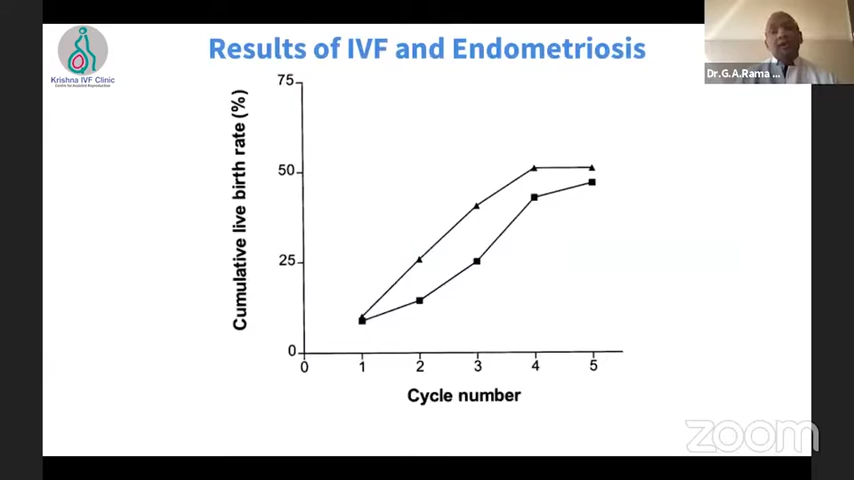 Results of IVF and Endometriosis
Krishna IVF Clinic
Centre for Assisted Reproduction
Dr.G.A.Rama ...
Cumulative live birth rate (%)
75
50
25
0
0 1 2 3 4 5
Cycle number
zoom